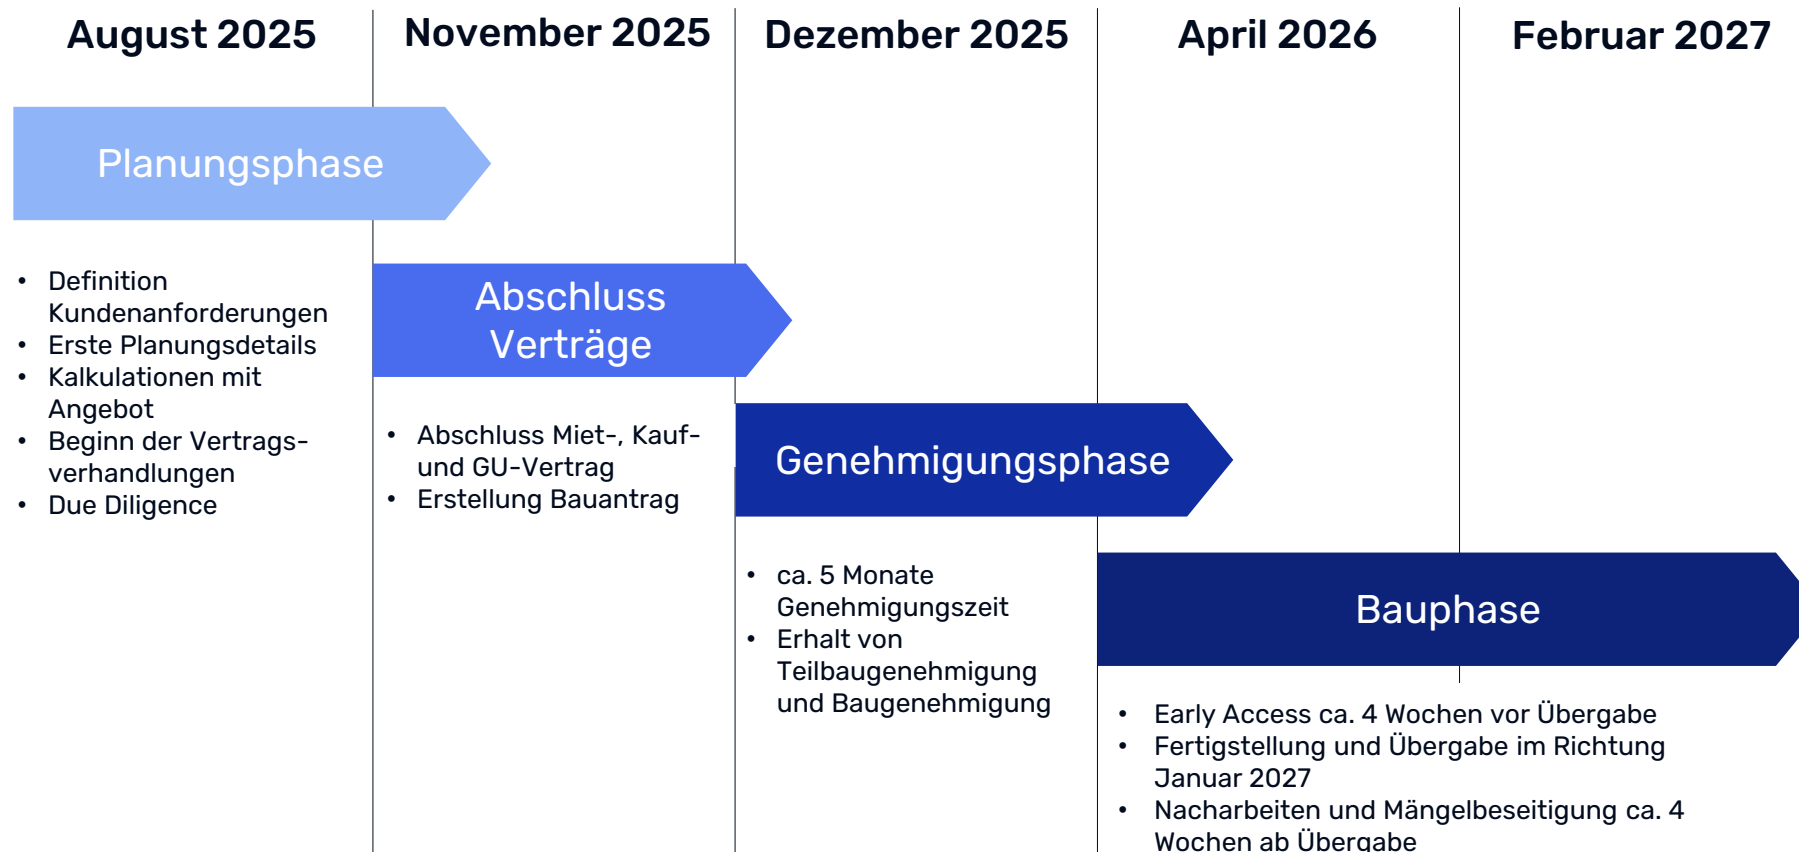 August 2025
November 2025
Dezember 2025
April 2026
Februar 2027
Planungsphase
• Definition
Kundenanforderungen
• Erste Planungsdetails
• Kalkulationen mit
Angebot
• Beginn der Vertrags-
verhandlungen
• Due Diligence
Abschluss
Verträge
• Abschluss Miet-, Kauf-
und GU-Vertrag
• Erstellung Bauantrag
Genehmigungsphase
• ca. 5 Monate
Genehmigungszeit
• Erhalt von
Teilbaugenehmigung
und Baugenehmigung
Bauphase
• Early Access ca. 4 Wochen vor Übergabe
• Fertigstellung und Übergabe im Richtung
Januar 2027
• Nacharbeiten und Mängelbeseitigung ca. 4
Wochen ab Übergabe